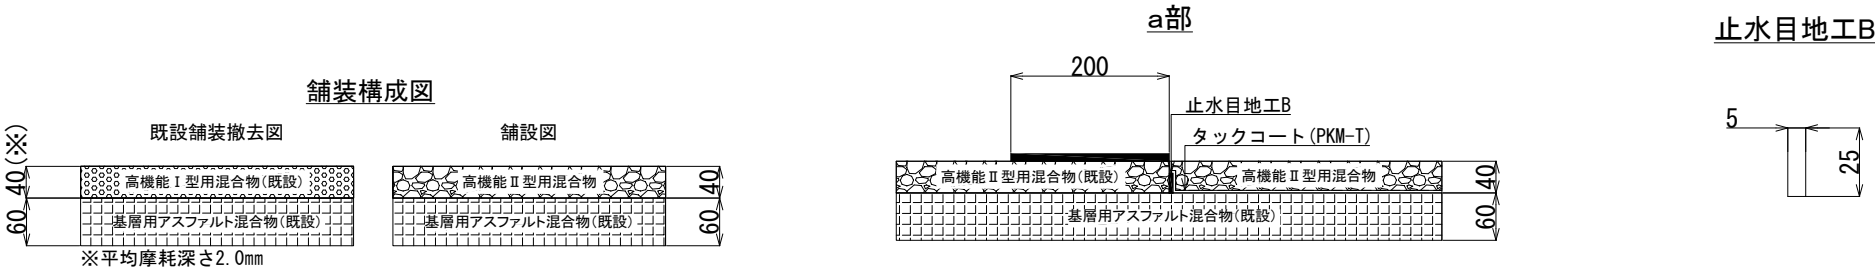 舗装構成図
既設舗装撤去図
舗設図
40(※)
60
高機能Ⅰ型用混合物(既設)
基層用アスファルト混合物(既設)
※平均摩耗深さ2.0mm
高機能Ⅱ型用混合物
基層用アスファルト混合物(既設)
40
60
a部
200
止水目地工B
タックコート(PKM-T)
高機能Ⅱ型用混合物(既設)
高機能Ⅱ型用混合物
基層用アスファルト混合物(既設)
40
60
止水目地工B
5
25